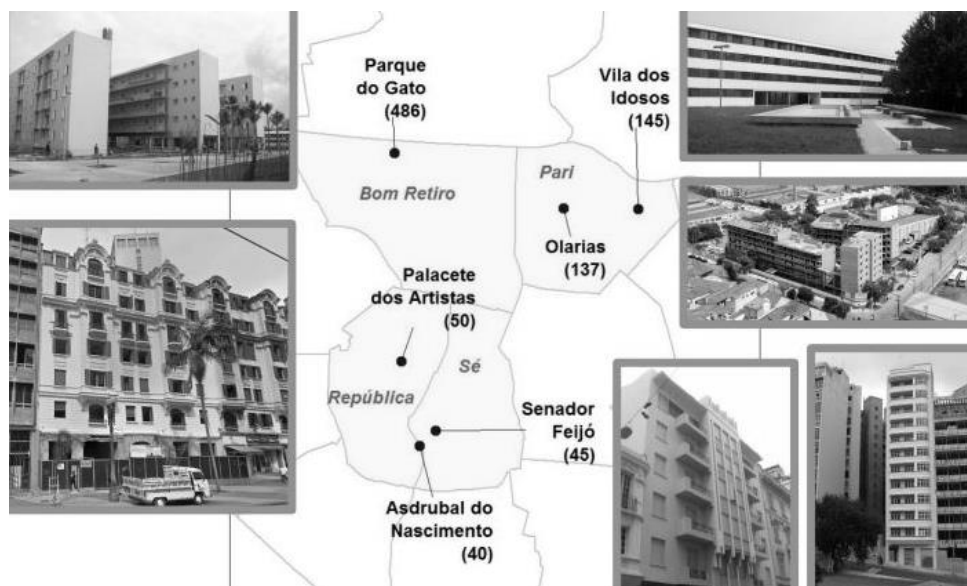 Parque
do Gato
(486)
Vila dos
Idosos
(145)
Bom Retiro
Pari
Olarias
(137)
Palacete
dos Artistas
(50)
Sé
República
Senador
Feijó
(45)
Asdrubal do
Nascimento
(40)